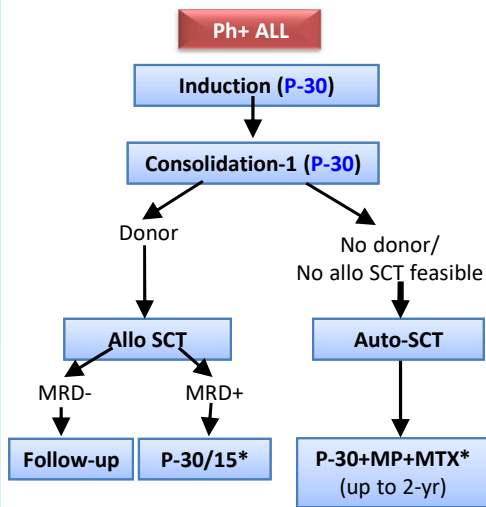 Ph+ ALL
Induction (P-30)
Consolidation-1 (P-30)
Donor
No donor/
No allo SCT feasible
Allo SCT
Auto-SCT
MRD-
MRD+
Follow-up
P-30/15*
P-30+MP+MTX*
(up to 2-yr)